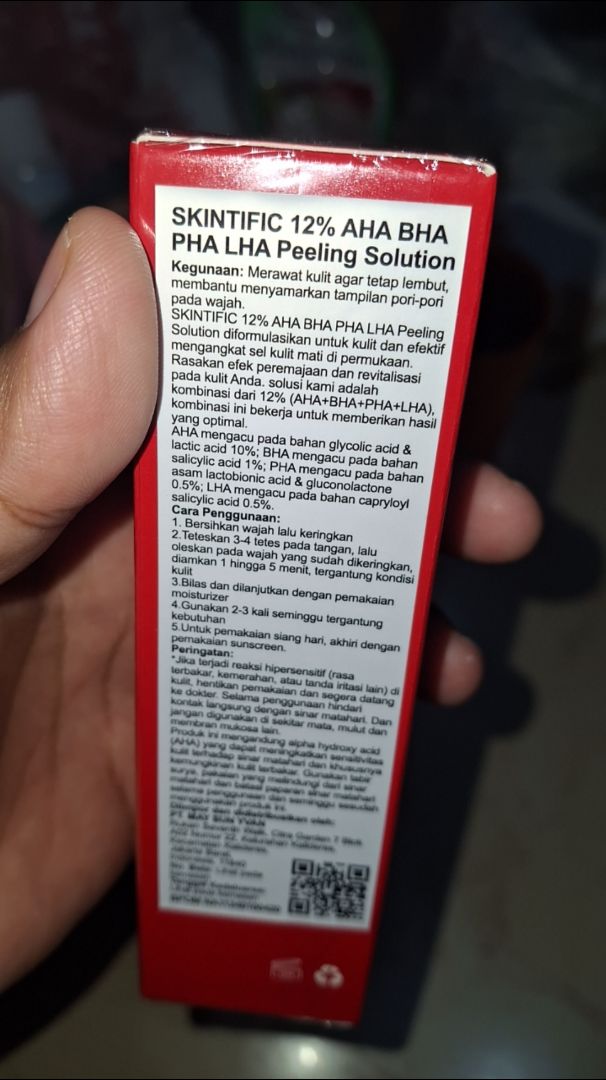 SKINTIFIC 12% AHA BHA
PHA LHA Peeling Solution
Kegunaan: Merawat kulit agar tetap lembut,
membantu menyamarkan tampilan pori-pori
pada wajah.
SKINTIFIC 12% AHA BHA PHA LHA Peeling
Solution diformulasikan untuk kulit dan efektif
mengangkat sel kulit mati di permukaan.
Rasakan efek peremajaan dan revitalisasi
pada kulit Anda. solusi kami adalah
kombinasi dari 12% (AHA+BHA+PHA+LHA),
kombinasi ini bekerja untuk memberikan hasil
yang optimal.
AHA mengacu pada bahan glycolic acid &
lactic acid 10%; BHA mengacu pada bahan
salicylic acid 1%; PHA mengacu pada bahan
asam lactobionic acid & gluconolactone
0.5%; LHA mengacu pada bahan capryloyl
salicylic acid 0.5%.
Cara Penggunaan:
1. Bersihkan wajah lalu keringkan
2.Teteskan 3-4 tetes pada tangan, lalu
oleskan pada wajah yang sudah dikeringkan,
diamkan 1 hingga 5 menit, tergantung kondisi
kulit
3.Bilas dan dilanjutkan dengan pemakaian
moisturizer
4.Gunakan 2-3 kali seminggu tergantung
kebutuhan
5.Untuk pemakaian siang hari, akhiri dengan
pemakaian sunscreen.
Peringatan:
*Jika terjadi reaksi hipersensitif (rasa
terbakar, kemerahan, atau tanda iritasi lain) di
kulit, hentikan pemakaian dan segera datang
ke dokter. Selama penggunaan hindari
kontak langsung dengan sinar matahari. Dan
jangan digunakan di sekitar mata, mulut dan
membran mukosa lain.
Produk ini mengandung alpha hydroxy acid
(AHA) yang dapat meningkatkan sensitivitas
kulit terhadap sinar matahari dan khususnya
kemungkinan kulit terbakar. Gunakan tabir
surya, pakaian yang melindungi dari sinar
matahari dan batasi paparan sinar matahari
selama penggunaan dan seminggu sesudah
menggunakan produk ini.